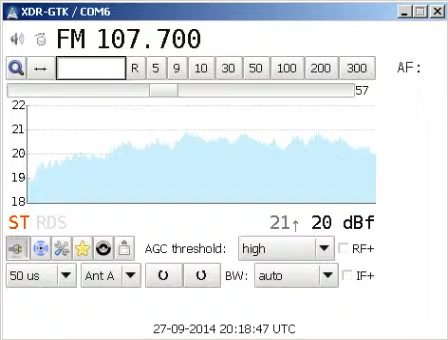 XDR-GTK / COM6
FM 107.700
R 5 9 10 30 50 100 200 300 AF:
57
22
21
20
19
18
ST RDS 21↑ 20 dBf
AGC threshold: high RF+
50 us Ant A BW: auto IF+
27-09-2014 20:18:47 UTC